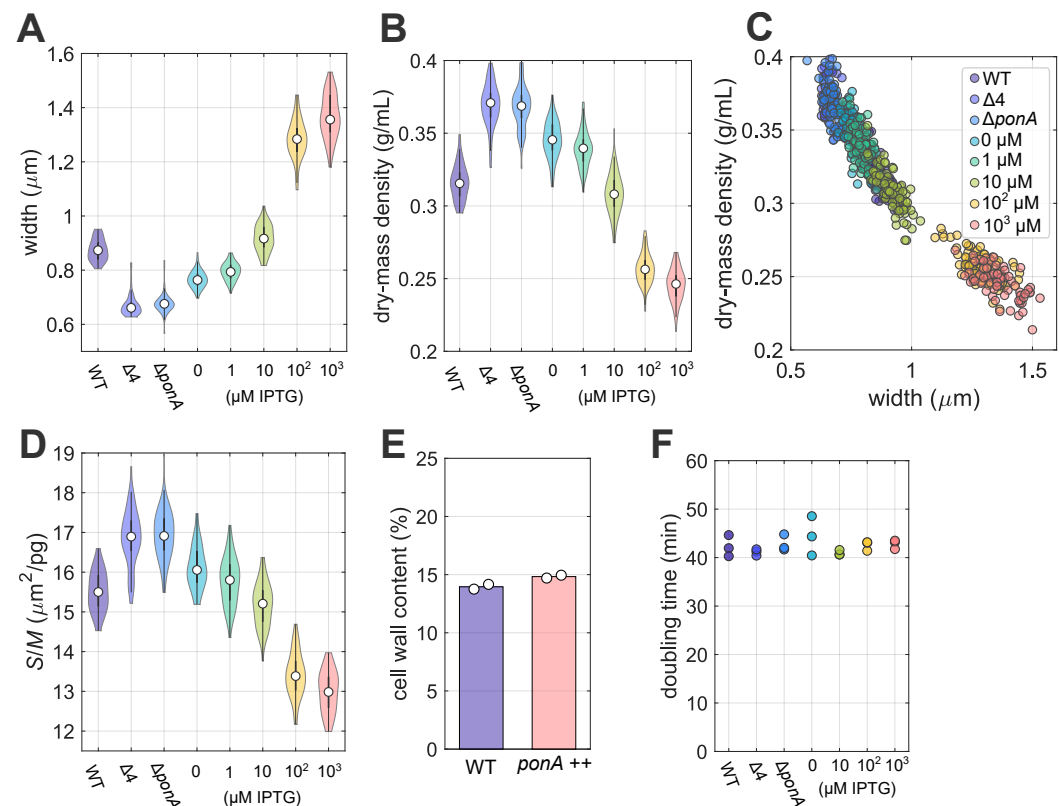 A
width (μm)
1.6
1.4
1.2
1
0.8
0.6
WT
Δ4
ΔponA
0
1
10
10²
10³
(μM IPTG)
B
dry-mass density (g/mL)
0.4
0.35
0.3
0.25
0.2
WT
Δ4
ΔponA
0
1
10
10²
10³
(μM IPTG)
C
dry-mass density (g/mL)
0.4
0.35
0.3
0.25
0.2
0.5
1
1.5
width (μm)
WT
Δ4
ΔponA
0 μM
1 μM
10 μM
10² μM
10³ μM
D
S/M (μm²/pg)
19
18
17
16
15
14
13
12
WT
Δ4
ΔponA
0
1
10
10²
10³
(μM IPTG)
E
cell wall content (%)
25
20
15
10
5
0
WT
ponA ++
F
doubling time (min)
60
50
40
30
20
10
0
WT
Δ4
ΔponA
0
10
10²
10³
(μM IPTG)